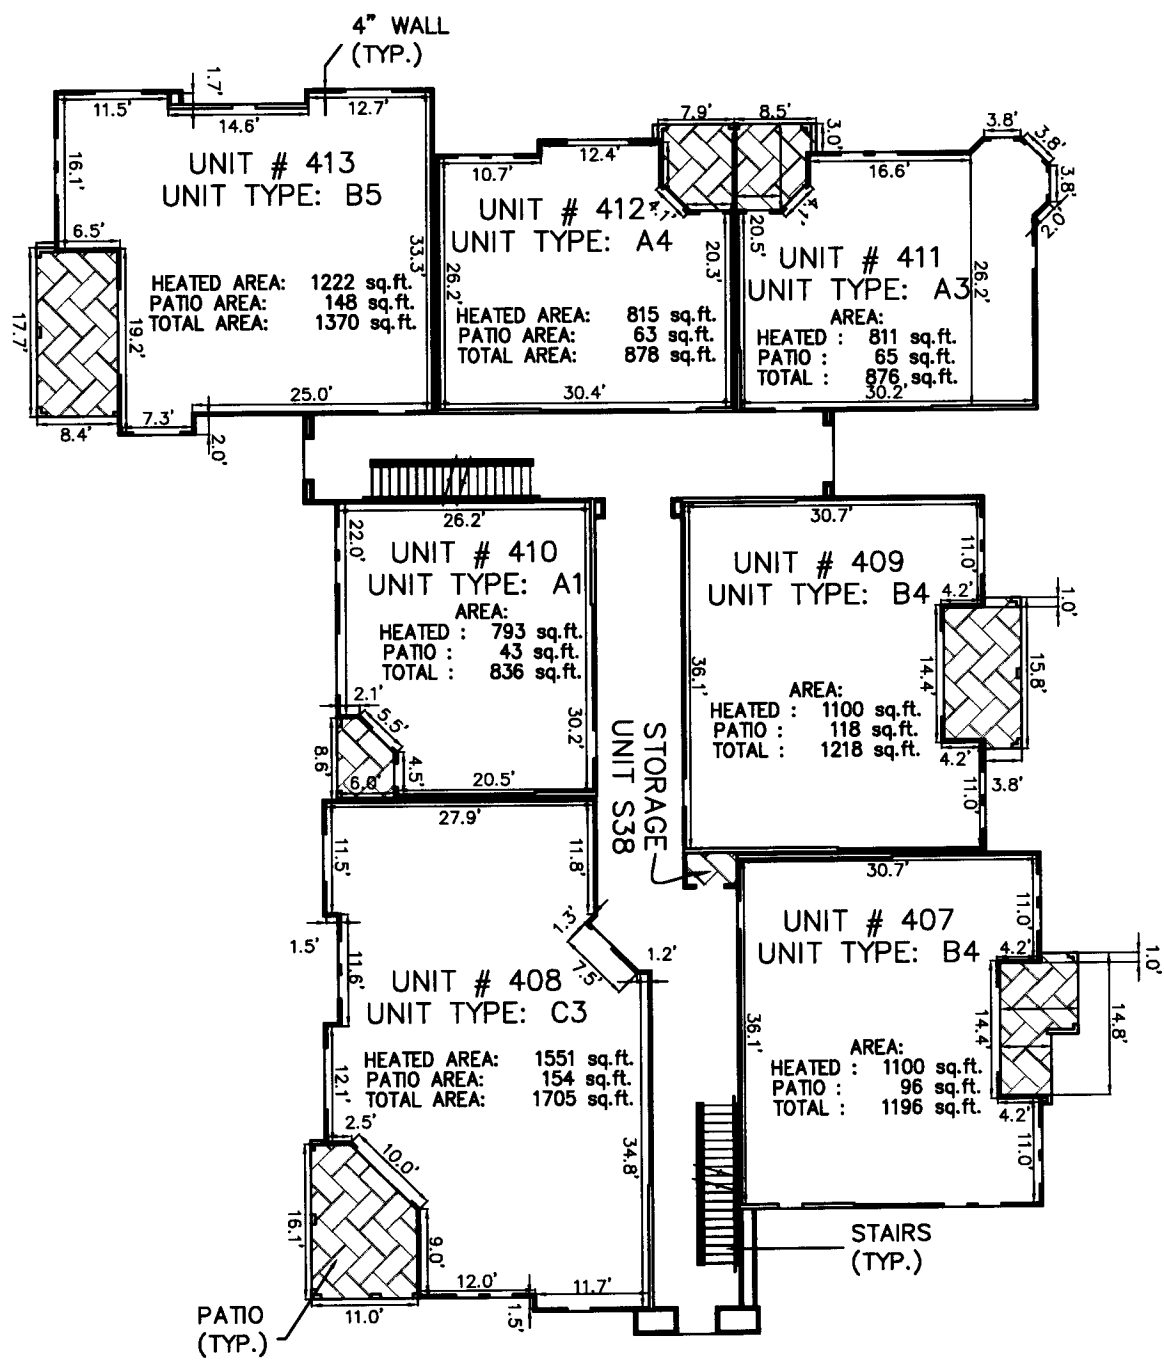 4" WALL
(TYP.)
1.7'
11.5'
14.6'
12.7'
16.1'
UNIT # 413
UNIT TYPE: B5
6.5'
33.3'
HEATED AREA: 1222 sq.ft.
PATIO AREA: 148 sq.ft.
TOTAL AREA: 1370 sq.ft.
17.7'
19.2'
25.0'
7.3'
8.4'
2.0'
7.9'
8.5'
3.0'
12.4'
10.7'
4.1'
UNIT # 412
UNIT TYPE: A4
26.2'
20.3'
HEATED AREA: 815 sq.ft.
PATIO AREA: 63 sq.ft.
TOTAL AREA: 878 sq.ft.
30.4'
3.8'
3.8'
3.8'
2.0'
16.6'
4.1'
20.5'
UNIT # 411
UNIT TYPE: A3
26.2'
AREA:
HEATED : 811 sq.ft.
PATIO : 65 sq.ft.
TOTAL : 876 sq.ft.
30.2'
26.2'
22.0'
UNIT # 410
UNIT TYPE: A1
AREA:
HEATED : 793 sq.ft.
PATIO : 43 sq.ft.
TOTAL : 836 sq.ft.
2.1'
5.5'
30.2'
8.6'
4.5'
6.0'
20.5'
30.7'
11.0'
UNIT # 409
UNIT TYPE: B4
4.2'
1.0'
36.1'
14.4'
15.8'
AREA:
HEATED : 1100 sq.ft.
PATIO : 118 sq.ft.
TOTAL : 1218 sq.ft.
4.2'
3.8'
11.0'
STORAGE
UNIT S38
27.9'
11.5'
11.8'
1.3'
7.5'
1.2'
1.5'
11.6'
UNIT # 408
UNIT TYPE: C3
HEATED AREA: 1551 sq.ft.
PATIO AREA: 154 sq.ft.
TOTAL AREA: 1705 sq.ft.
12.1'
2.5'
10.0'
34.8'
16.1'
9.0'
12.0'
11.7'
11.0'
1.5'
PATIO
(TYP.)
30.7'
11.0'
UNIT # 407
UNIT TYPE: B4
4.2'
1.0'
36.1'
14.4'
14.8'
AREA:
HEATED : 1100 sq.ft.
PATIO : 96 sq.ft.
TOTAL : 1196 sq.ft.
4.2'
11.0'
STAIRS
(TYP.)